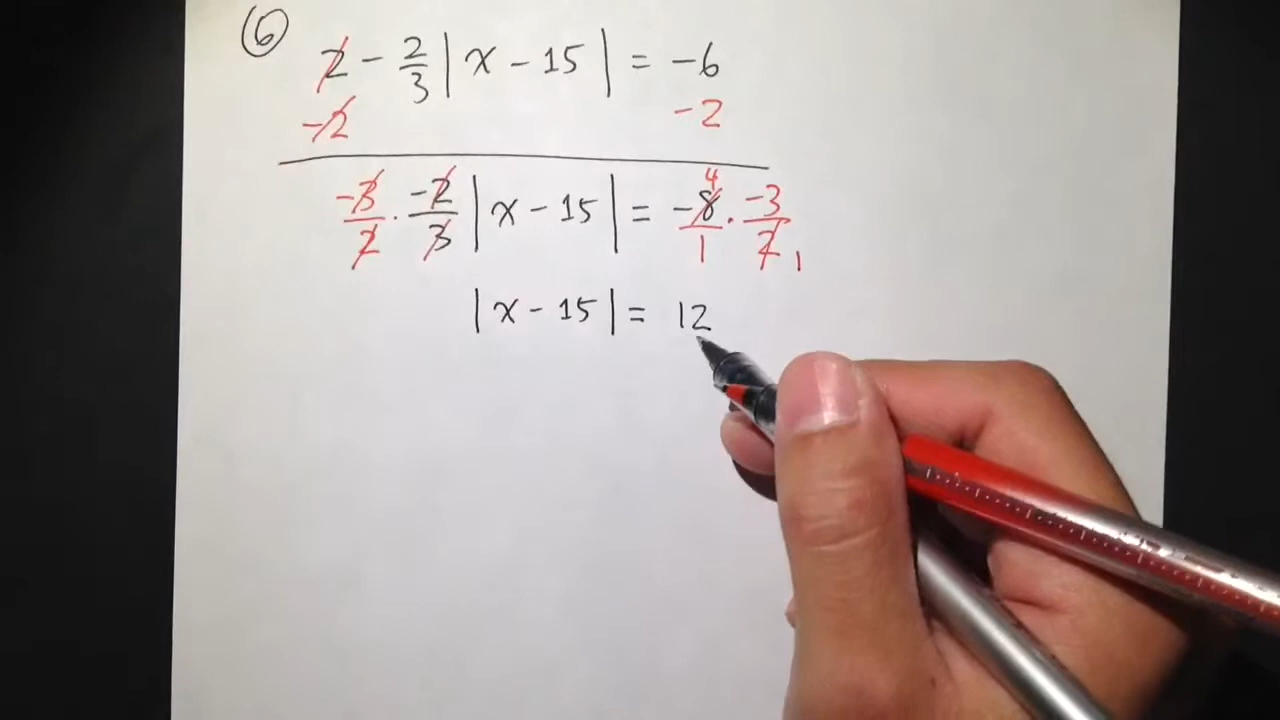 ⑥ 2 - 2/3 | x - 15 | = -6
-2 -2
-3/2 · -2/3 | x - 15 | = -8/1 · -3/2 4 1
| x - 15 | = 12